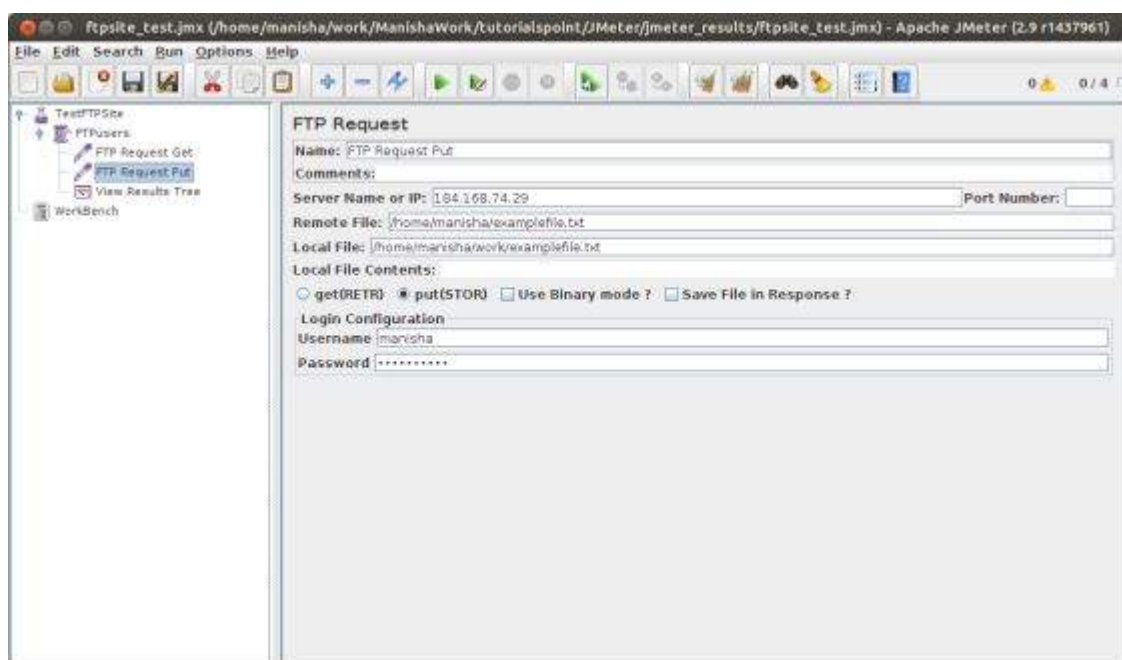 ftpsite_test.jmx (/home/manisha/work/ManishaWork/tutorialspoint/JMeter/jmeter_results/ftpsite_test.jmx) - Apache JMeter (2.9 r1437961)
File Edit Search Run Options Help
0 0 / 4
TestFTPSite
FTPusers
FTP Request Get
FTP Request Put
View Results Tree
WorkBench
FTP Request
Name: FTP Request Put
Comments:
Server Name or IP: 184.168.74.29 Port Number:
Remote File: /home/manisha/examplefile.txt
Local File: /home/manisha/work/examplefile.txt
Local File Contents:
get(RETR) put(STOR) Use Binary mode ? Save File in Response ?
Login Configuration
Username manisha
Password ••••••••••